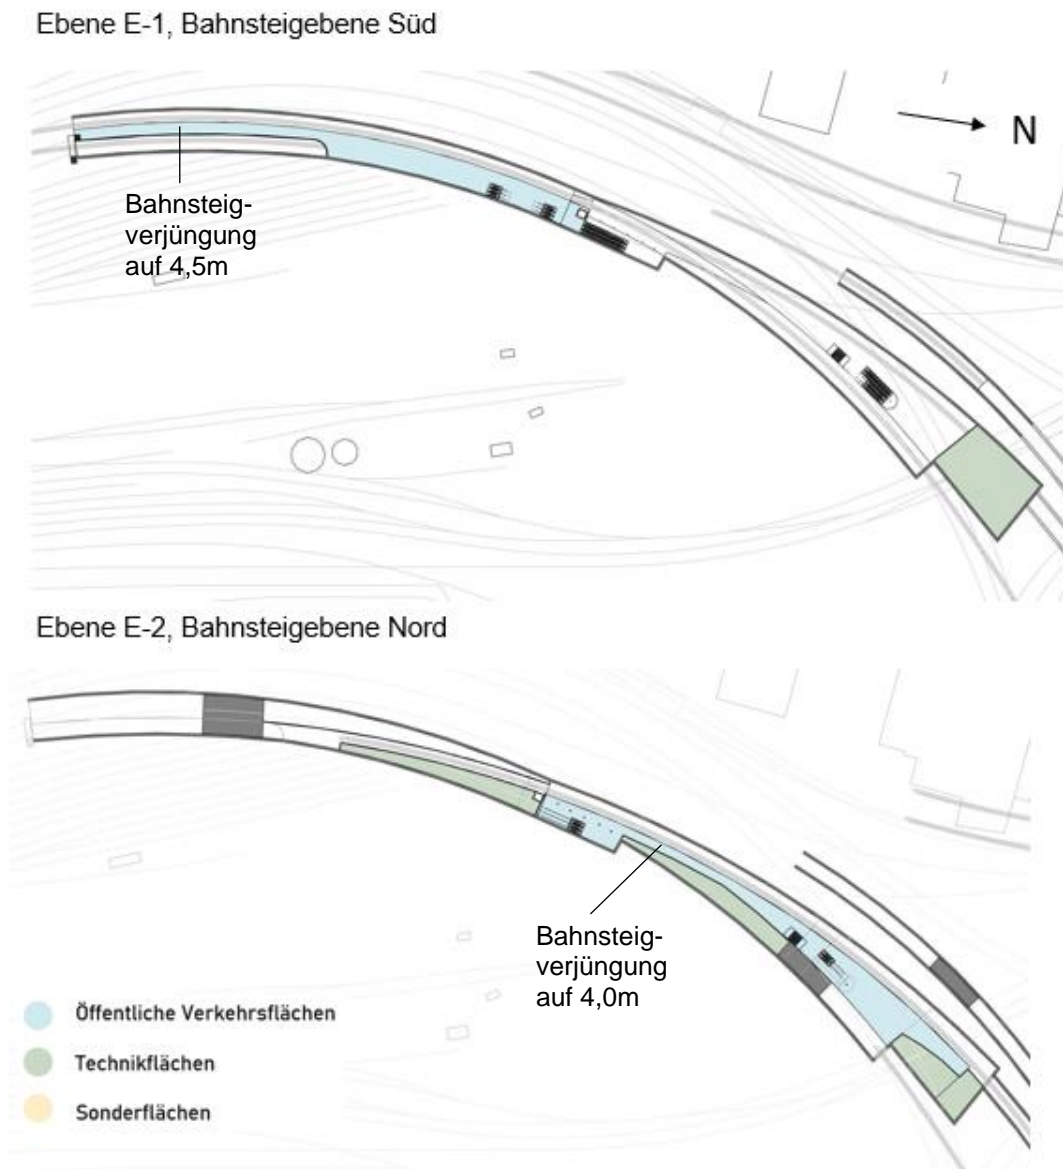 Ebene E-1, Bahnsteigebene Süd
N
Bahnsteig-
verjüngung
auf 4,5m
Ebene E-2, Bahnsteigebene Nord
Bahnsteig-
verjüngung
auf 4,0m
Öffentliche Verkehrsflächen
Technikflächen
Sonderflächen